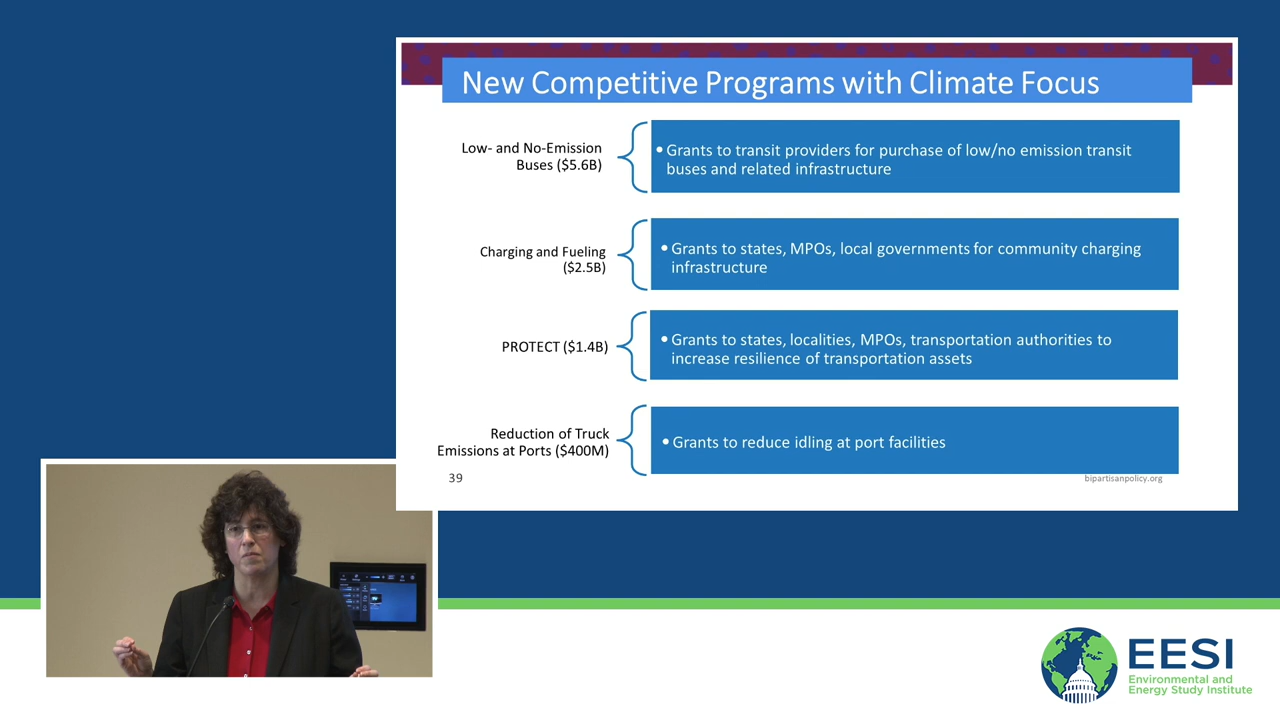 New Competitive Programs with Climate Focus
Low- and No-Emission
Buses ($5.6B)
• Grants to transit providers for purchase of low/no emission transit
buses and related infrastructure
Charging and Fueling
($2.5B)
• Grants to states, MPOs, local governments for community charging
infrastructure
PROTECT ($1.4B)
• Grants to states, localities, MPOs, transportation authorities to
increase resilience of transportation assets
Reduction of Truck
Emissions at Ports ($400M)
• Grants to reduce idling at port facilities
39
bipartisanpolicy.org
EESI
Environmental and
Energy Study Institute